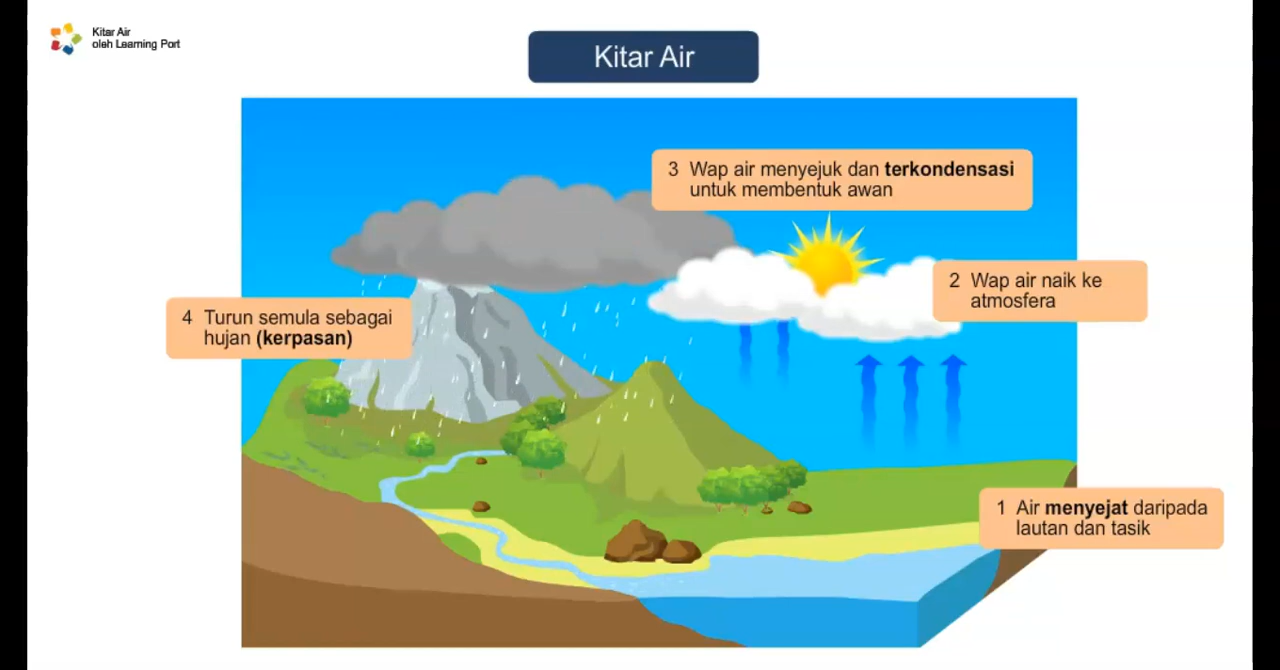 Kitar Air
oleh Learning Port
Kitar Air
3 Wap air menyejuk dan terkondensasi
untuk membentuk awan
2 Wap air naik ke
atmosfera
4 Turun semula sebagai
hujan (kerpasan)
1 Air menyejat daripada
lautan dan tasik